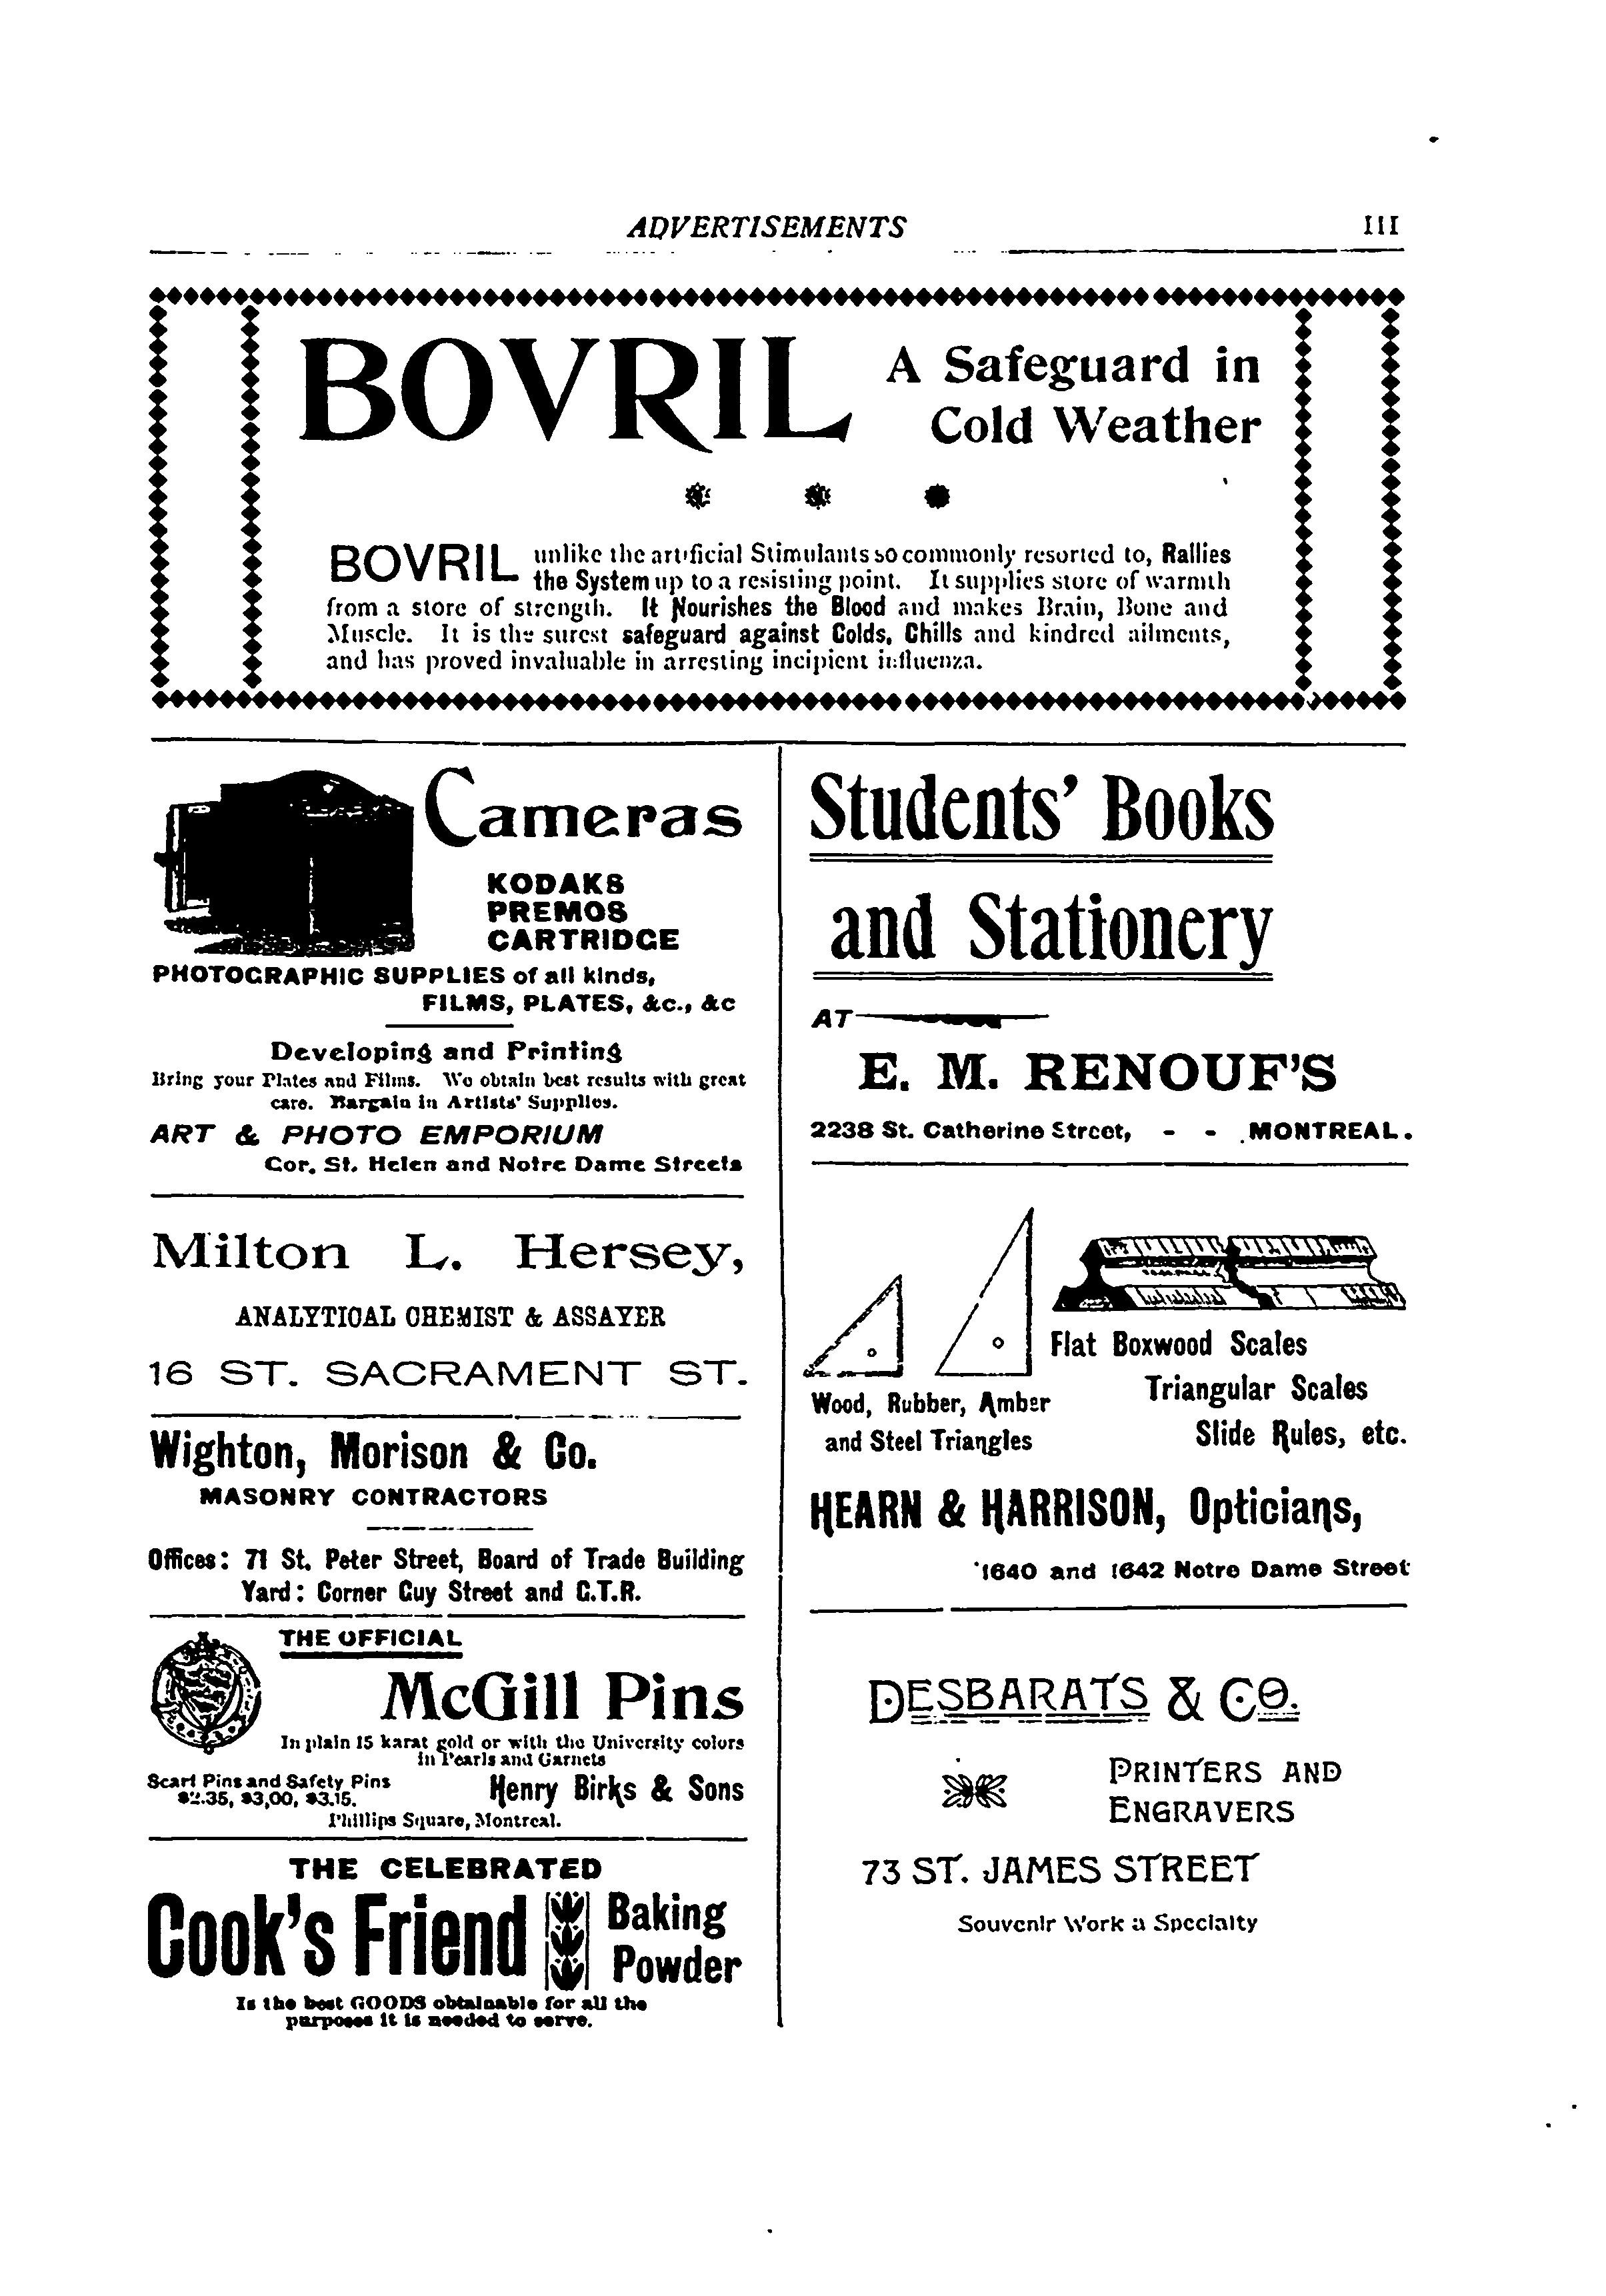 ADVERTISEMENTS III
BOVRIL
A Safeguard in
Cold Weather
BOVRIL unlike the artificial Stimulants so commonly resorted to, Rallies
the System up to a resisting point. It supplies store of warmth
from a store of strength. It Nourishes the Blood and makes Brain, Bone and
Muscle. It is the surest safeguard against Colds, Chills and kindred ailments,
and has proved invaluable in arresting incipient influenza.
Cameras
KODAKS
PREMOS
CARTRIDGE
PHOTOGRAPHIC SUPPLIES of all kinds,
FILMS, PLATES, &c., &c
Developing and Printing
Bring your Plates and Films. We obtain best results with great
care. Bargain in Artists' Supplies.
ART & PHOTO EMPORIUM
Cor. St. Helen and Notre Dame Streets
Milton L. Hersey,
ANALYTICAL CHEMIST & ASSAYER
16 ST. SACRAMENT ST.
Wighton, Morison & Co.
MASONRY CONTRACTORS
Offices: 71 St. Peter Street, Board of Trade Building
Yard: Corner Guy Street and G.T.R.
THE OFFICIAL
McGill Pins
In plain 15 karat gold or with the University colors
in Pearls and Garnets
Scarf Pins and Safety Pins
$2.35, $3,00, $3.15.
Henry Birks & Sons
Phillips Square, Montreal.
THE CELEBRATED
Cook's Friend
Baking
Powder
Is the best GOODS obtainable for all the
purposes it is needed to serve.
Students' Books
and Stationery
AT
E. M. RENOUF'S
2238 St. Catherine Street, - - MONTREAL.
Flat Boxwood Scales
Triangular Scales
Slide Rules, etc.
Wood, Rubber, Amber
and Steel Triangles
HEARN & HARRISON, Opticians,
1640 and 1642 Notre Dame Street
DESBARATS & CO.
PRINTERS AND
ENGRAVERS
73 ST. JAMES STREET
Souvenir Work a Specialty